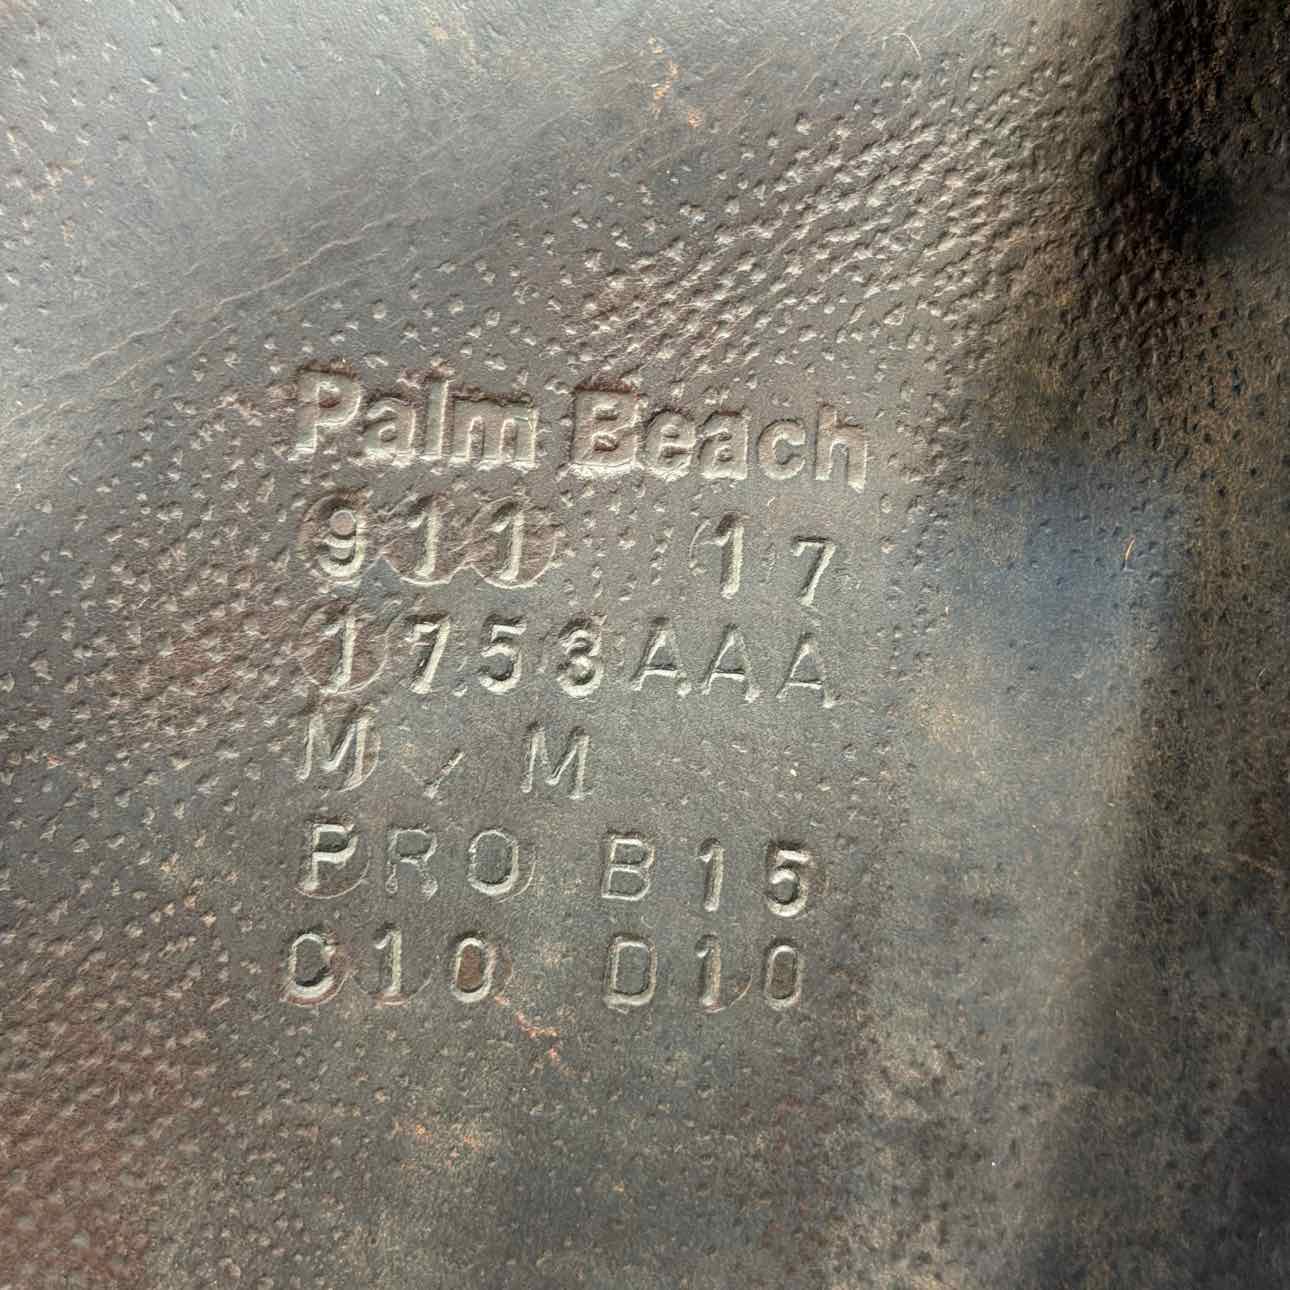 Palm Beach
911 17
1753AAA
M M
PRO B15
C10 D10